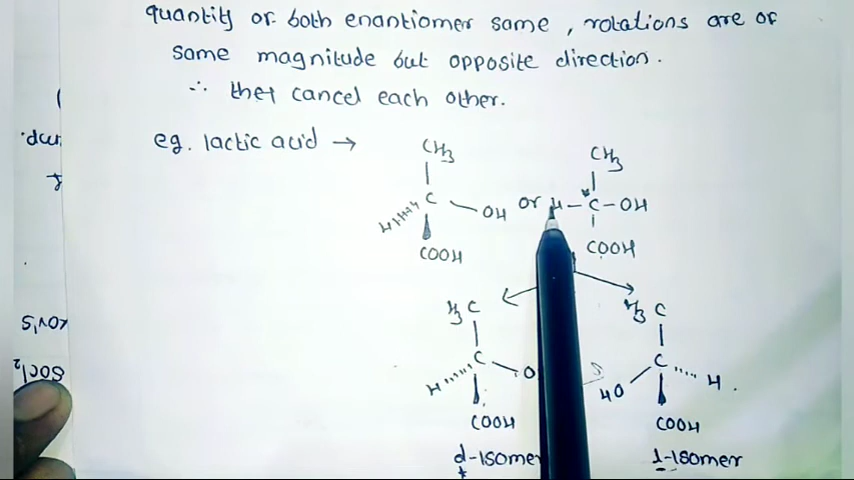 quantity of both enantiomer same, rotations are of
same magnitude but opposite direction.
∴ they cancel each other.
eg. lactic acid →
CH3 CH3
H C OH or H-C*-OH
COOH COOH
H3C H3C
H C O HO C H.
COOH COOH
d-isomer l-isomer
SOCl2